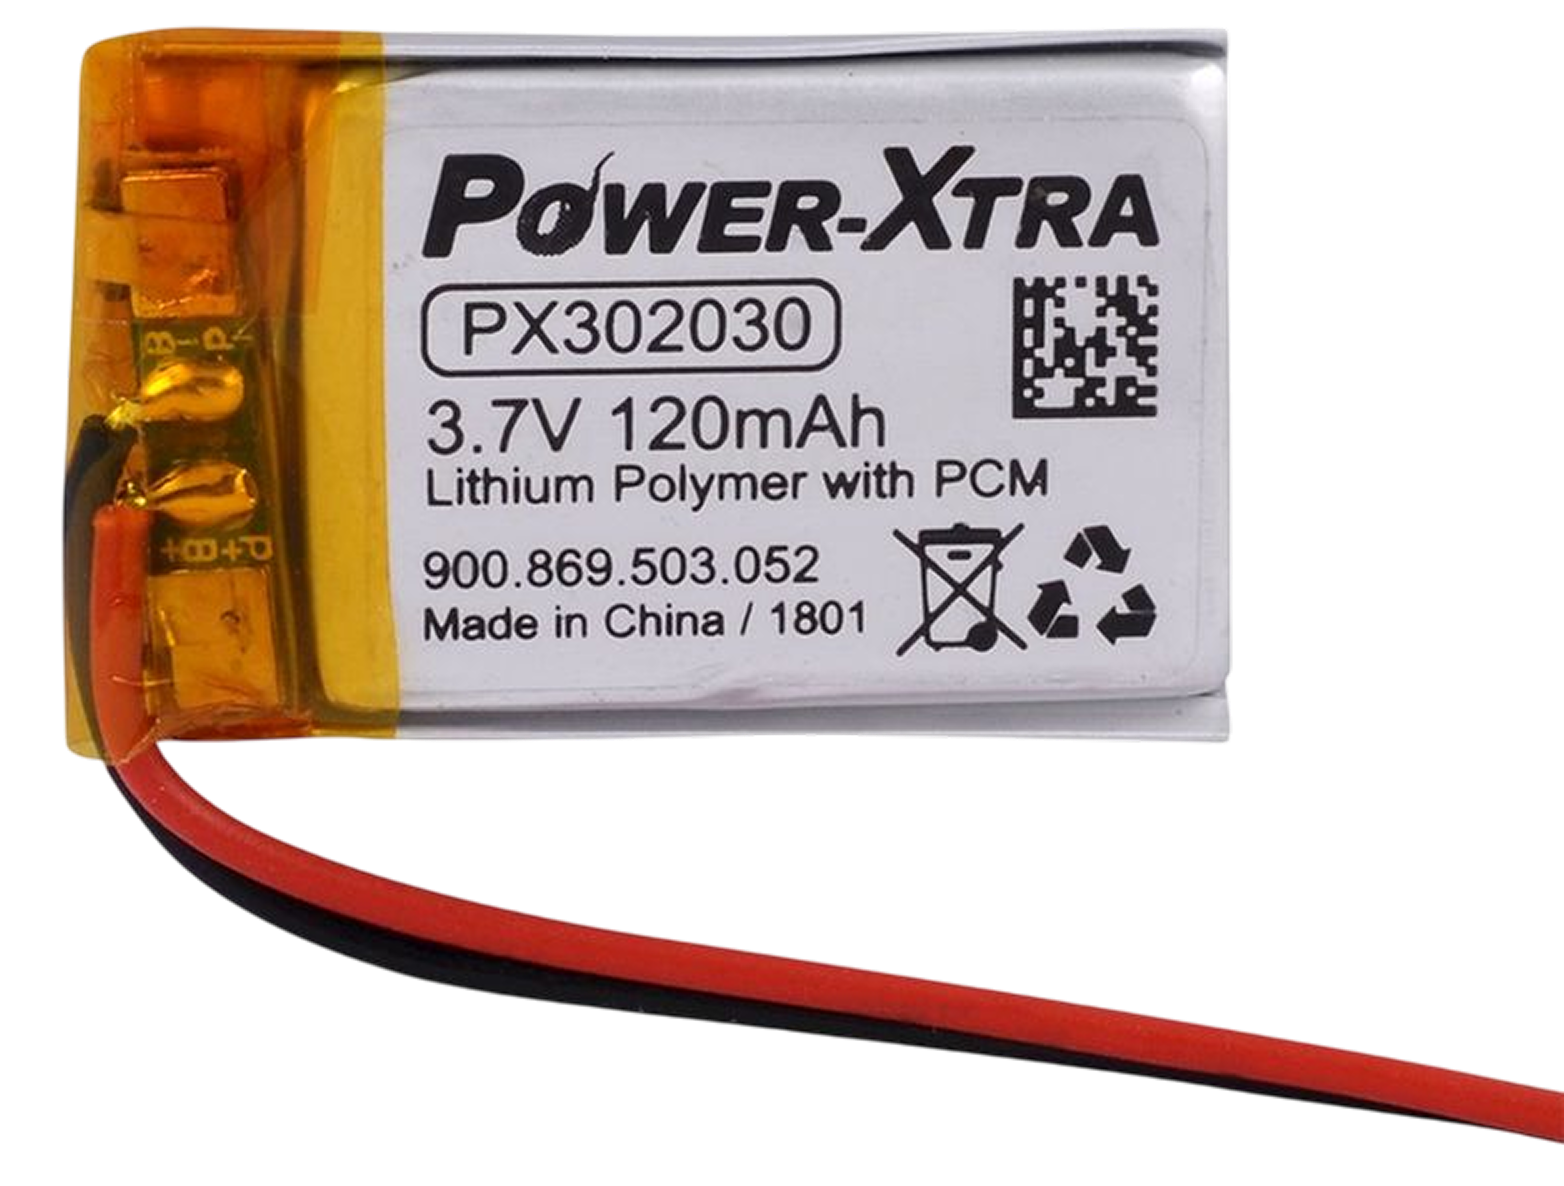 POWER-XTRA
PX302030
3.7V 120mAh
Lithium Polymer with PCM
900.869.503.052
Made in China / 1801
B- P-
B+ P+